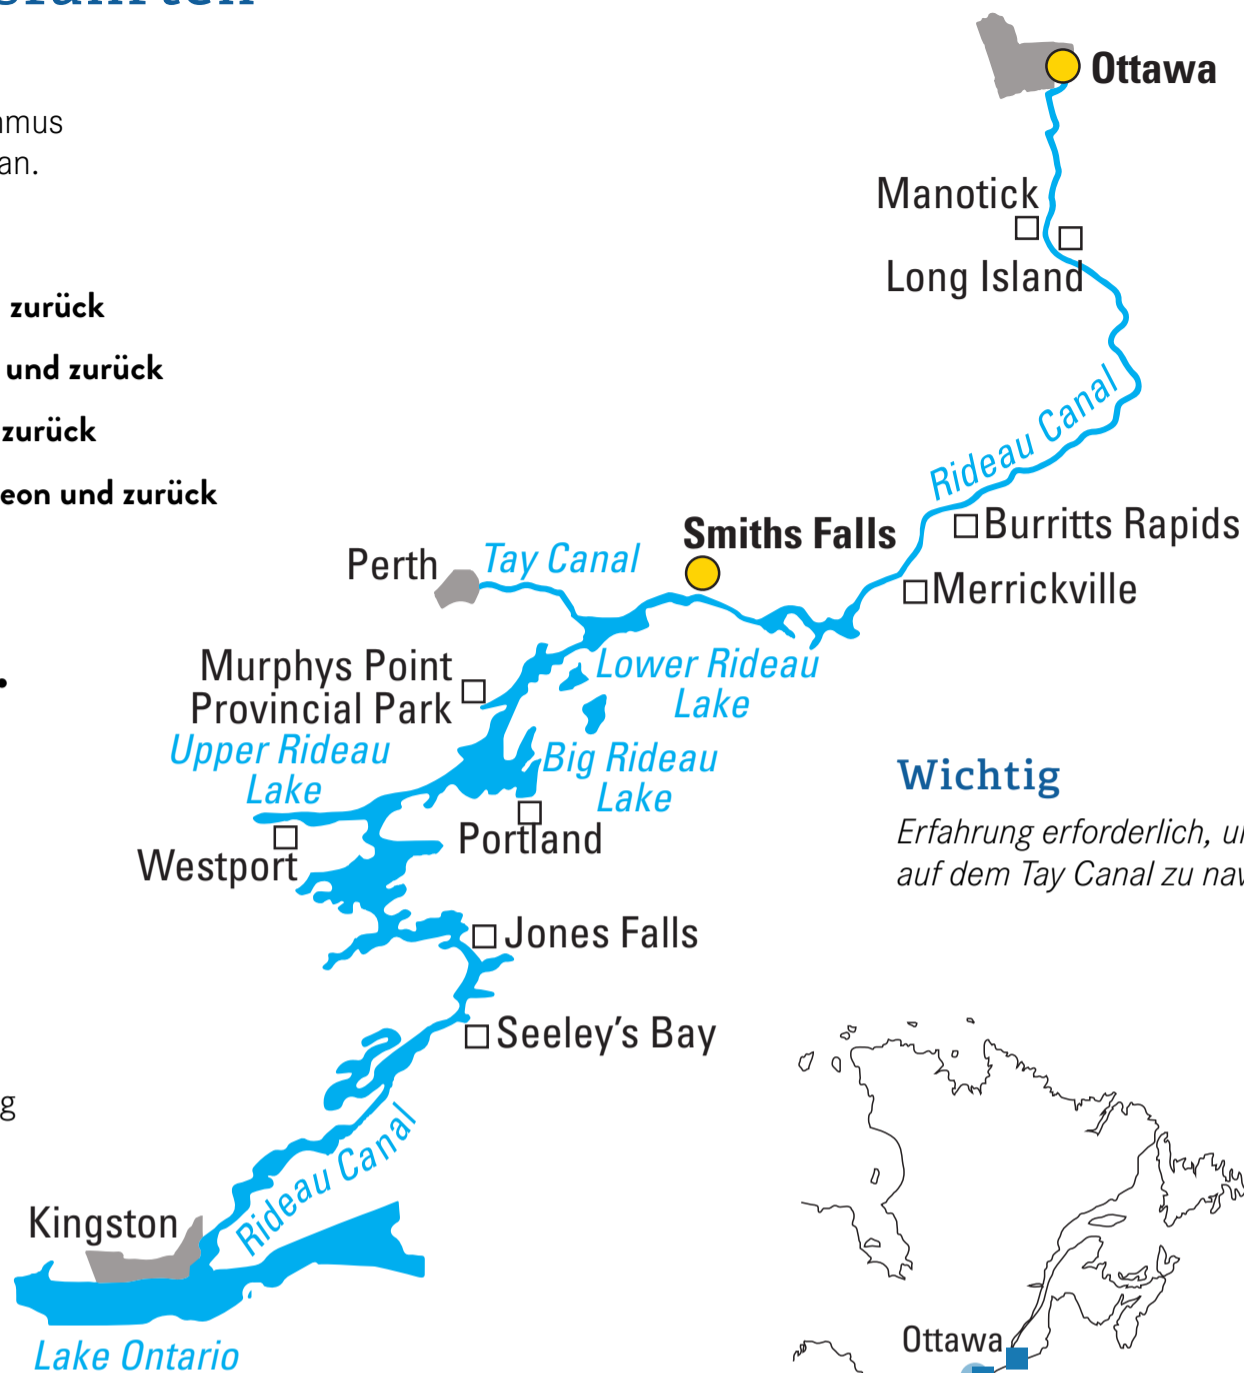 Ottawa
mus
an.
Manotick
Long Island
zurück
und zurück
zurück
eon und zurück
Rideau Canal
Burritts Rapids
Smiths Falls
Perth
Tay Canal
Merrickville
Murphys Point
Provincial Park
Lower Rideau
Lake
Upper Rideau
Lake
Big Rideau
Lake
Portland
Westport
Wichtig
Erfahrung erforderlich, u
auf dem Tay Canal zu nav
Jones Falls
Seeley's Bay
g
Rideau Canal
Kingston
Lake Ontario
Ottawa